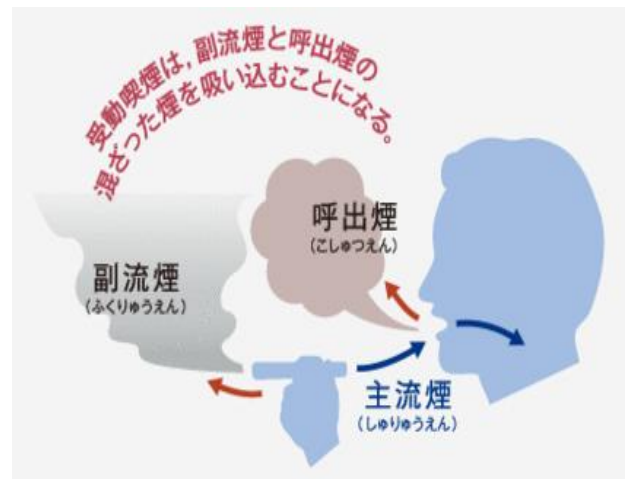 受動喫煙は，副流煙と呼出煙の
混ざった煙を吸い込むことになる。
呼出煙
（こしゅつえん）
副流煙
（ふくりゅうえん）
主流煙
（しゅりゅうえん）